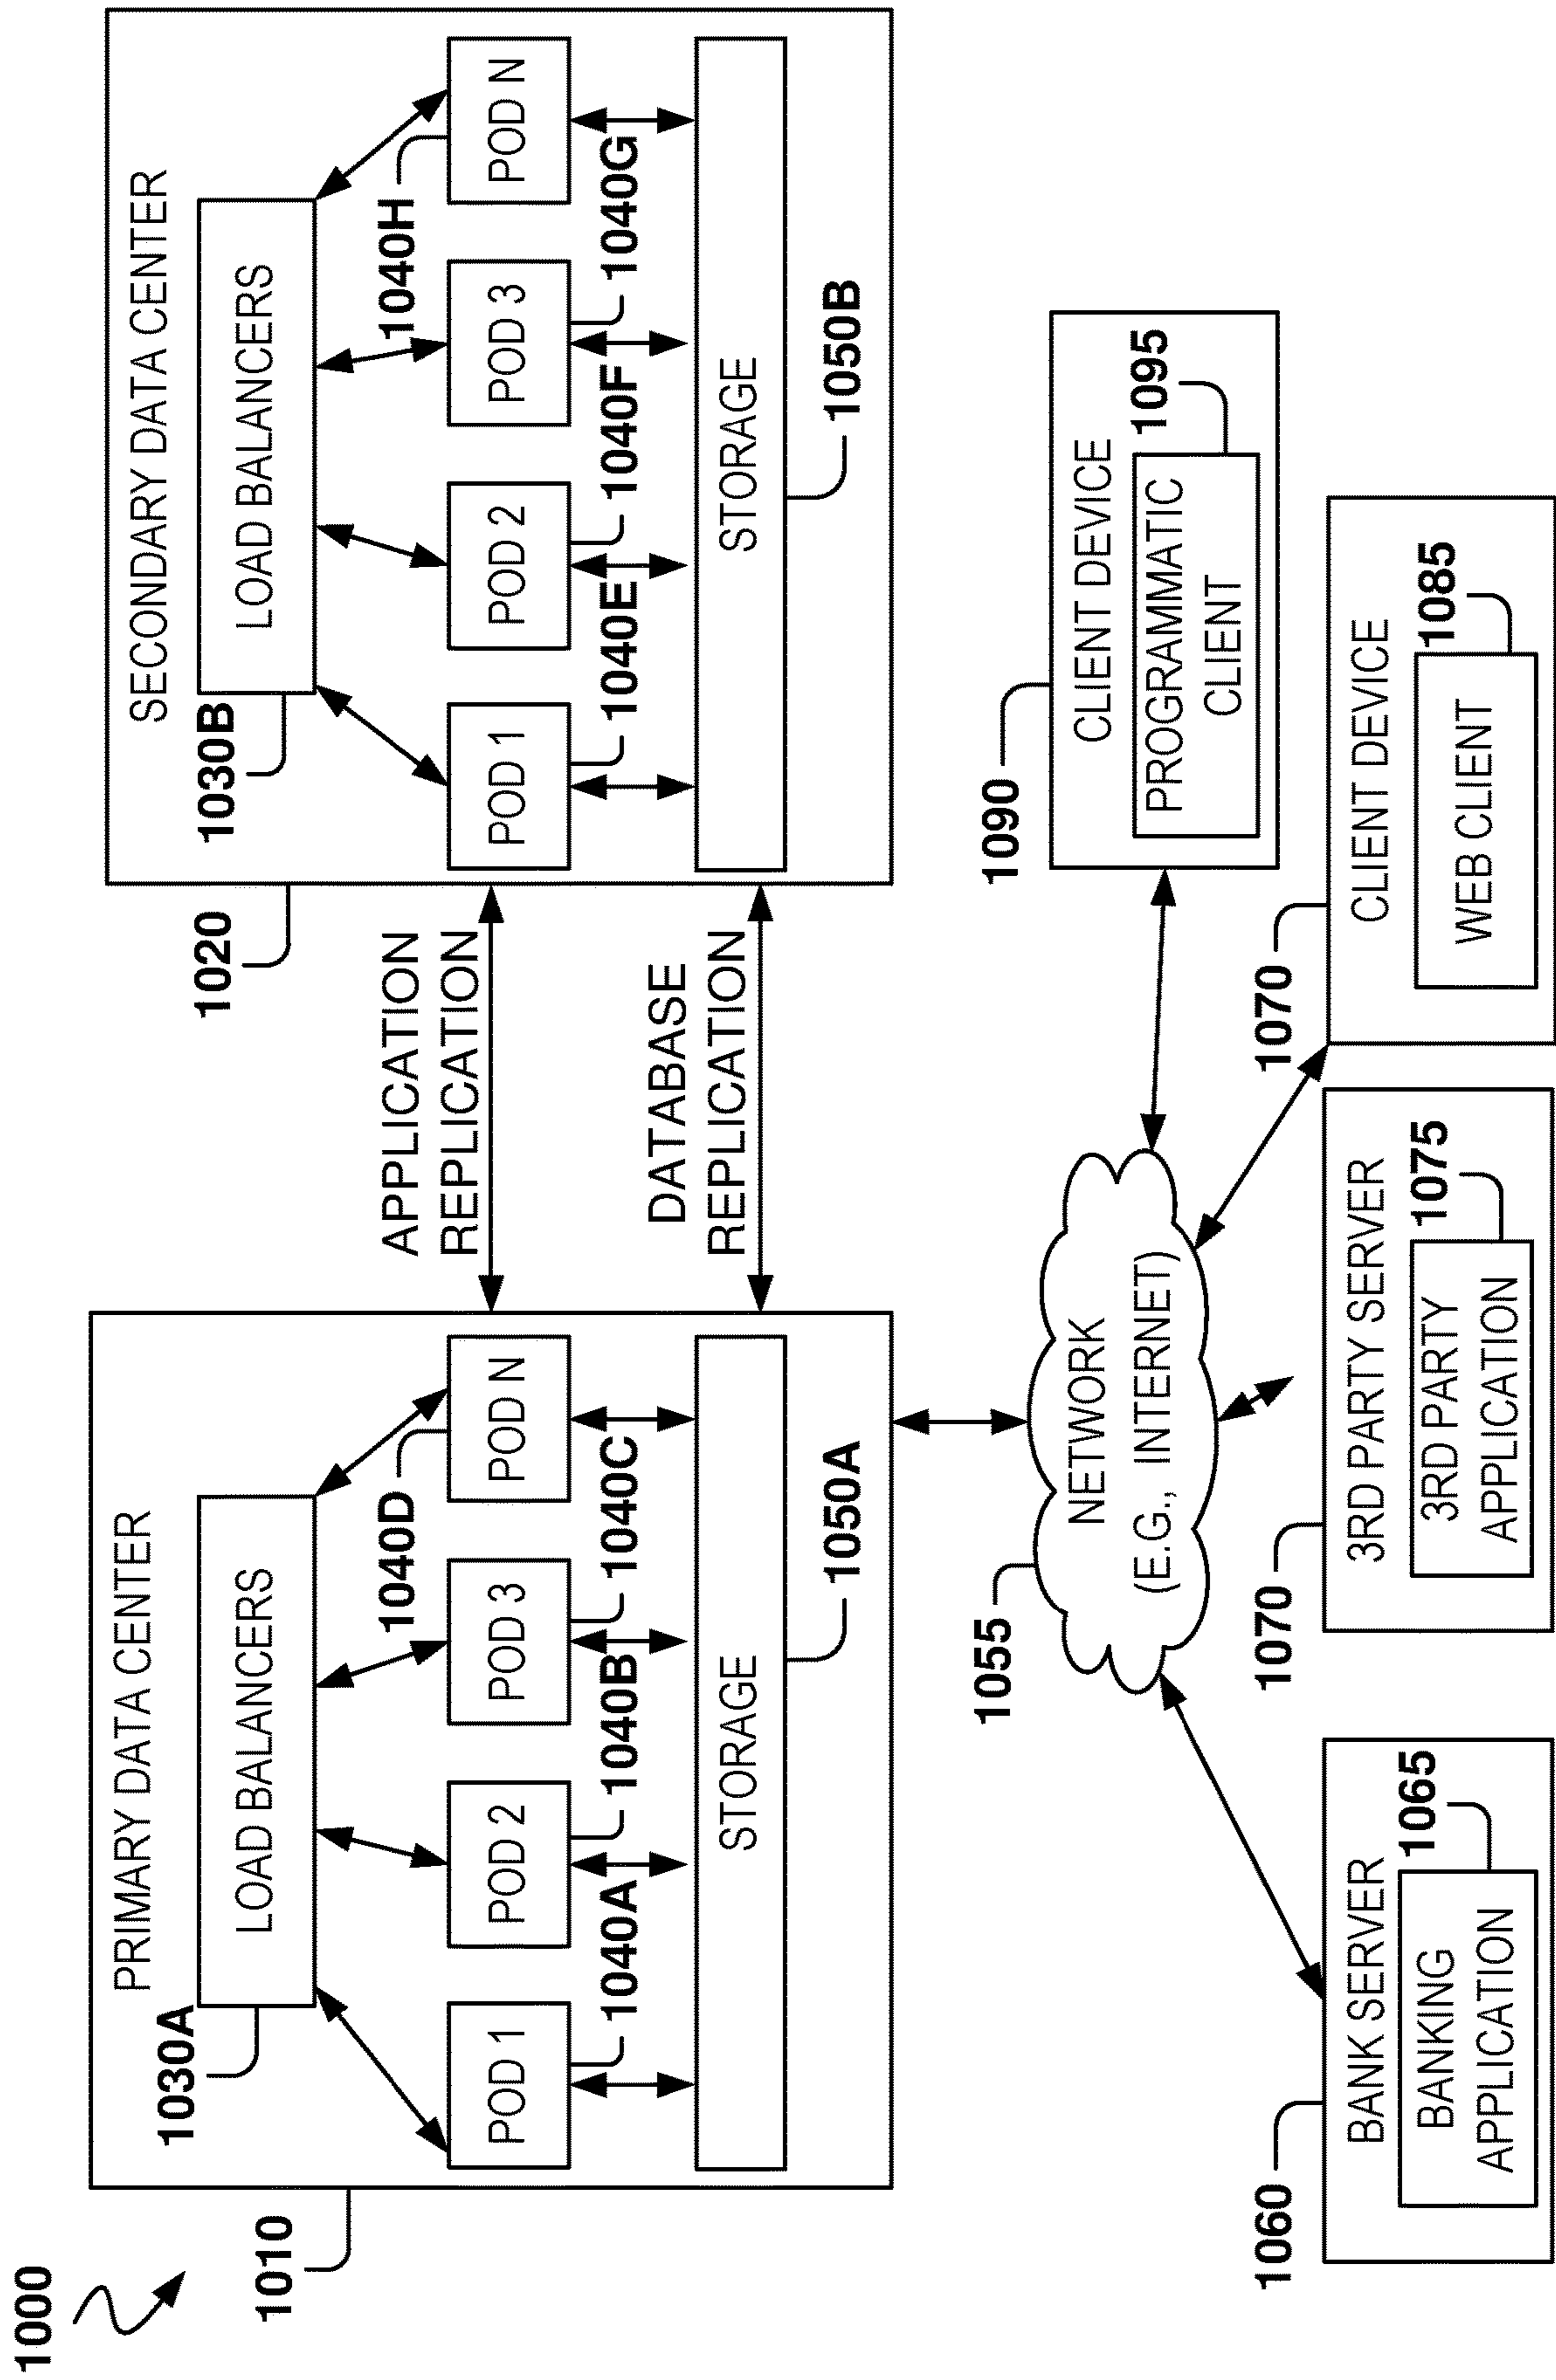 1000
1010
PRIMARY DATA CENTER
1030A
LOAD BALANCERS
1040D
POD 1
POD 2
POD 3
POD N
1040A
1040B
1040C
STORAGE
1050A
APPLICATION
REPLICATION
DATABASE
REPLICATION
1020
SECONDARY DATA CENTER
1030B
LOAD BALANCERS
1040H
POD 1
POD 2
POD 3
POD N
1040E
1040F
1040G
STORAGE
1050B
1055
NETWORK
(E.G., INTERNET)
1090
CLIENT DEVICE
1095
PROGRAMMATIC
CLIENT
1060
BANK SERVER
1065
BANKING
APPLICATION
1070
3RD PARTY SERVER
1075
3RD PARTY
APPLICATION
1070
CLIENT DEVICE
1085
WEB CLIENT